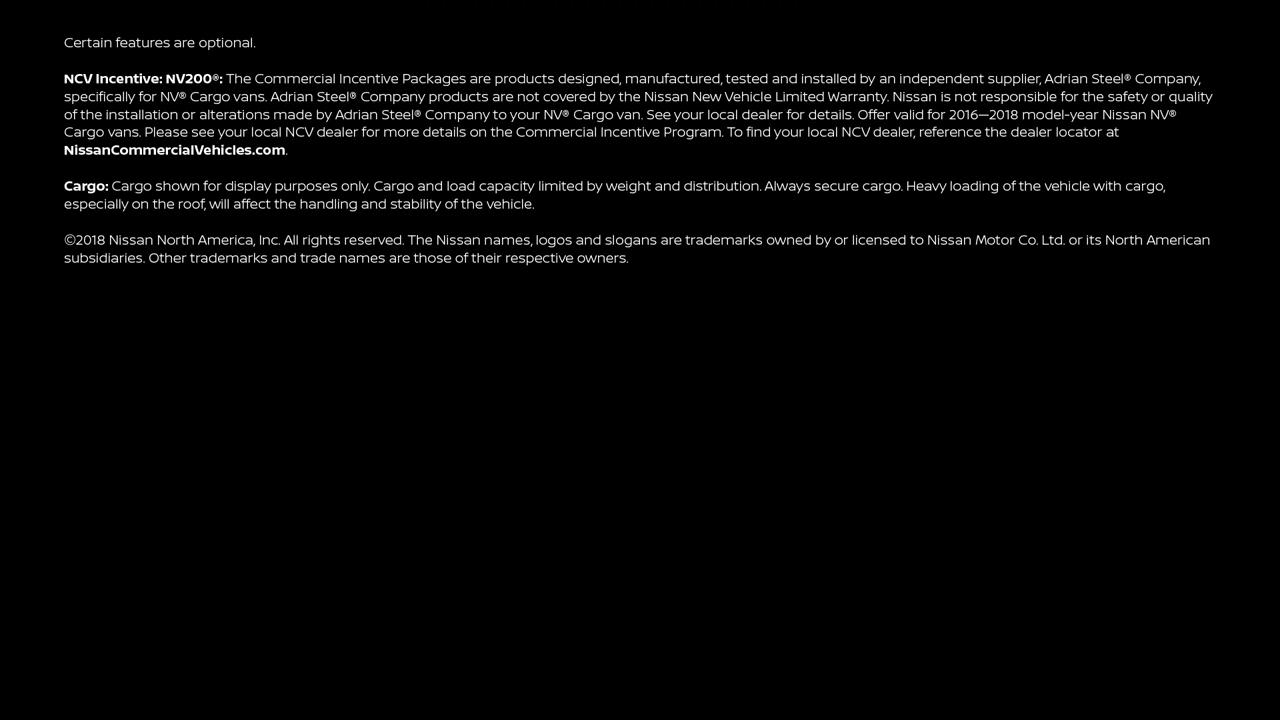 Certain features are optional.
NCV Incentive: NV200®: The Commercial Incentive Packages are products designed, manufactured, tested and installed by an independent supplier, Adrian Steel® Company,
specifically for NV® Cargo vans. Adrian Steel® Company products are not covered by the Nissan New Vehicle Limited Warranty. Nissan is not responsible for the safety or quality
of the installation or alterations made by Adrian Steel® Company to your NV® Cargo van. See your local dealer for details. Offer valid for 2016—2018 model-year Nissan NV®
Cargo vans. Please see your local NCV dealer for more details on the Commercial Incentive Program. To find your local NCV dealer, reference the dealer locator at
NissanCommercialVehicles.com.
Cargo: Cargo shown for display purposes only. Cargo and load capacity limited by weight and distribution. Always secure cargo. Heavy loading of the vehicle with cargo,
especially on the roof, will affect the handling and stability of the vehicle.
©2018 Nissan North America, Inc. All rights reserved. The Nissan names, logos and slogans are trademarks owned by or licensed to Nissan Motor Co. Ltd. or its North American
subsidiaries. Other trademarks and trade names are those of their respective owners.